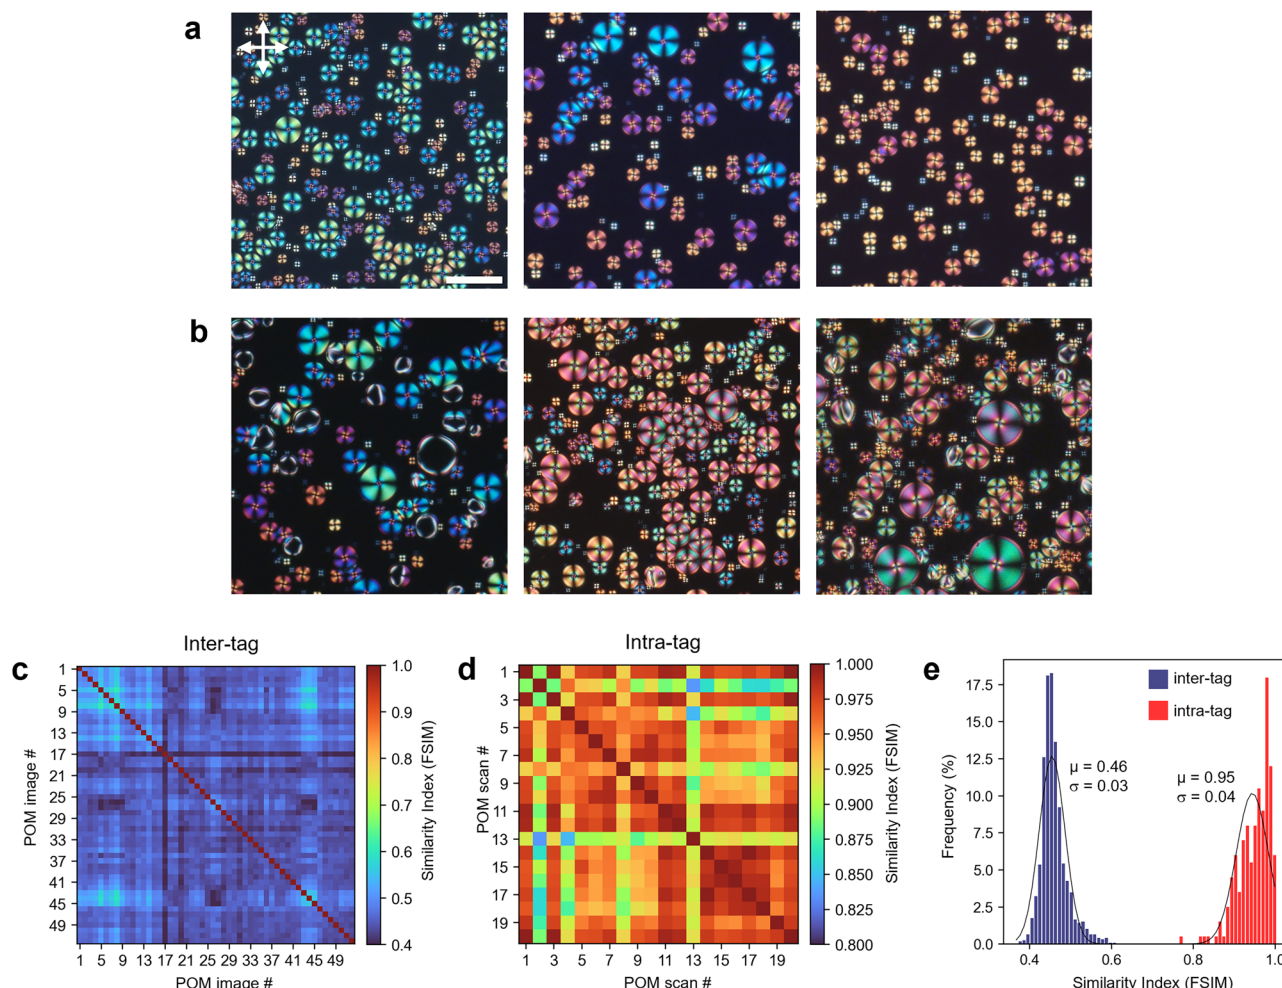 a
b
c
Inter-tag
1
5
9
13
17
21
25
29
33
37
41
45
49
POM image #
1 5 9 13 17 21 25 29 33 37 41 45 49
POM image #
1.0
0.9
0.8
0.7
0.6
0.5
0.4
Similarity Index (FSIM)
d
Intra-tag
1
3
5
7
9
11
13
15
17
19
POM scan #
1 3 5 7 9 11 13 15 17 19
POM scan #
1.000
0.975
0.950
0.925
0.900
0.875
0.850
0.825
0.800
Similarity Index (FSIM)
e
17.5
15.0
12.5
10.0
7.5
5.0
2.5
0.0
Frequency (%)
inter-tag
intra-tag
μ = 0.46
σ = 0.03
μ = 0.95
σ = 0.04
0.4 0.6 0.8 1.0
Similarity Index (FSIM)